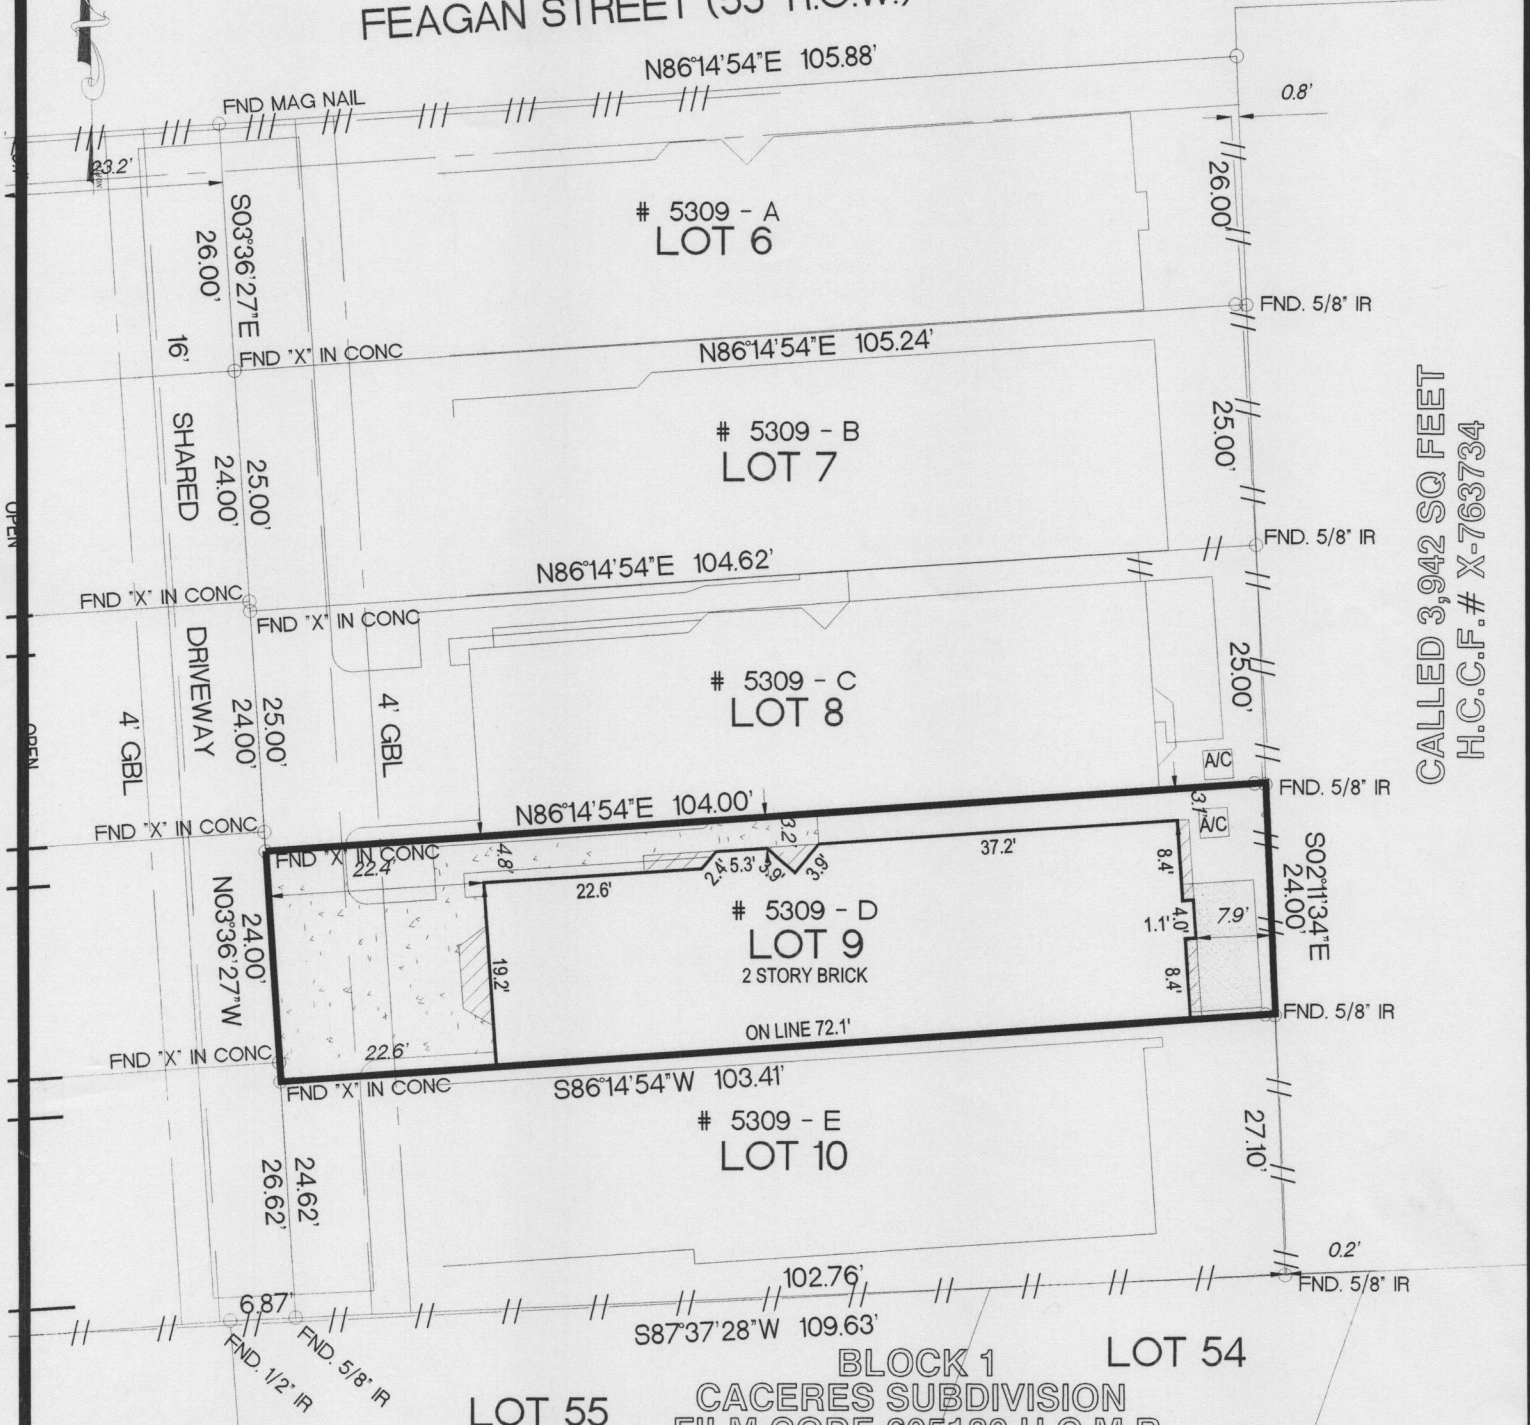 FEAGAN STREET (55' R.O.W.)
N86°14'54"E 105.88'
FND MAG NAIL
0.8'
23.2'
S03°36'27"E
26.00'
26.00'
# 5309 - A
LOT 6
FND. 5/8" IR
16'
FND "X" IN CONC
N86°14'54"E 105.24'
SHARED
25.00'
24.00'
# 5309 - B
LOT 7
25.00'
CALLED 3,942 SQ FEET
H.C.C.F.# X-763734
OPEN
FND. 5/8" IR
N86°14'54"E 104.62'
FND "X" IN CONC
FND "X" IN CONC
DRIVEWAY
25.00'
24.00'
4' GBL
4' GBL
# 5309 - C
LOT 8
25.00'
OPEN
A/C
FND. 5/8" IR
N86°14'54"E 104.00'
FND "X" IN CONC
FND "X" IN CONC
22.4'
4.8'
3.2'
3.1'
A/C
22.6'
2.4'
5.3'
3.9'
3.9'
37.2'
8.4'
S02°11'34"E
24.00'
24.00'
N03°36'27"W
# 5309 - D
LOT 9
2 STORY BRICK
1.1'
4.0'
7.9'
19.2'
8.4'
ON LINE 72.1'
FND. 5/8" IR
22.6'
FND "X" IN CONC
FND "X" IN CONC
S86°14'54"W 103.41'
# 5309 - E
LOT 10
27.10'
24.62'
26.62'
0.2'
102.76'
FND. 5/8" IR
6.87'
S87°37'28"W 109.63'
FND. 1/2" IR
FND. 5/8" IR
LOT 54
BLOCK 1
CACERES SUBDIVISION
LOT 55
FILM CODE H.C.M.R.